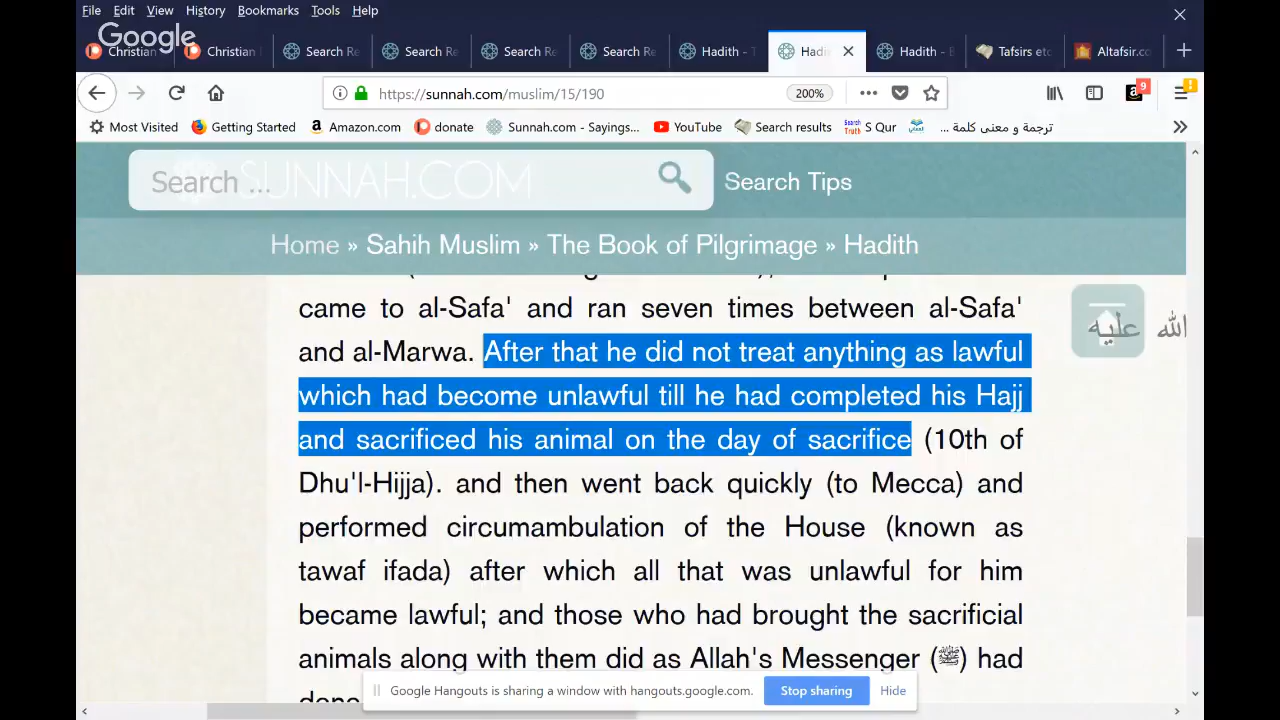 File Edit View History Bookmarks Tools Help
Google
Christian Christian Search Re Search Re Search Re Search Re Hadith - T Hadi Hadith - E Tafsirs etc Altafsir.co
https://sunnah.com/muslim/15/190 200% 9
Most Visited Getting Started Amazon.com donate Sunnah.com - Sayings... YouTube Search results Search Truth S Qur ترجمة و معنى كلمة ...
SUNNAH.COM
Search ... Search Tips
Home » Sahih Muslim » The Book of Pilgrimage » Hadith
came to al-Safa' and ran seven times between al-Safa'
الله عليه
and al-Marwa. After that he did not treat anything as lawful
which had become unlawful till he had completed his Hajj
and sacrificed his animal on the day of sacrifice (10th of
Dhu'l-Hijja). and then went back quickly (to Mecca) and
performed circumambulation of the House (known as
tawaf ifada) after which all that was unlawful for him
became lawful; and those who had brought the sacrificial
animals along with them did as Allah's Messenger (ﷺ) had
Google Hangouts is sharing a window with hangouts.google.com. Stop sharing Hide